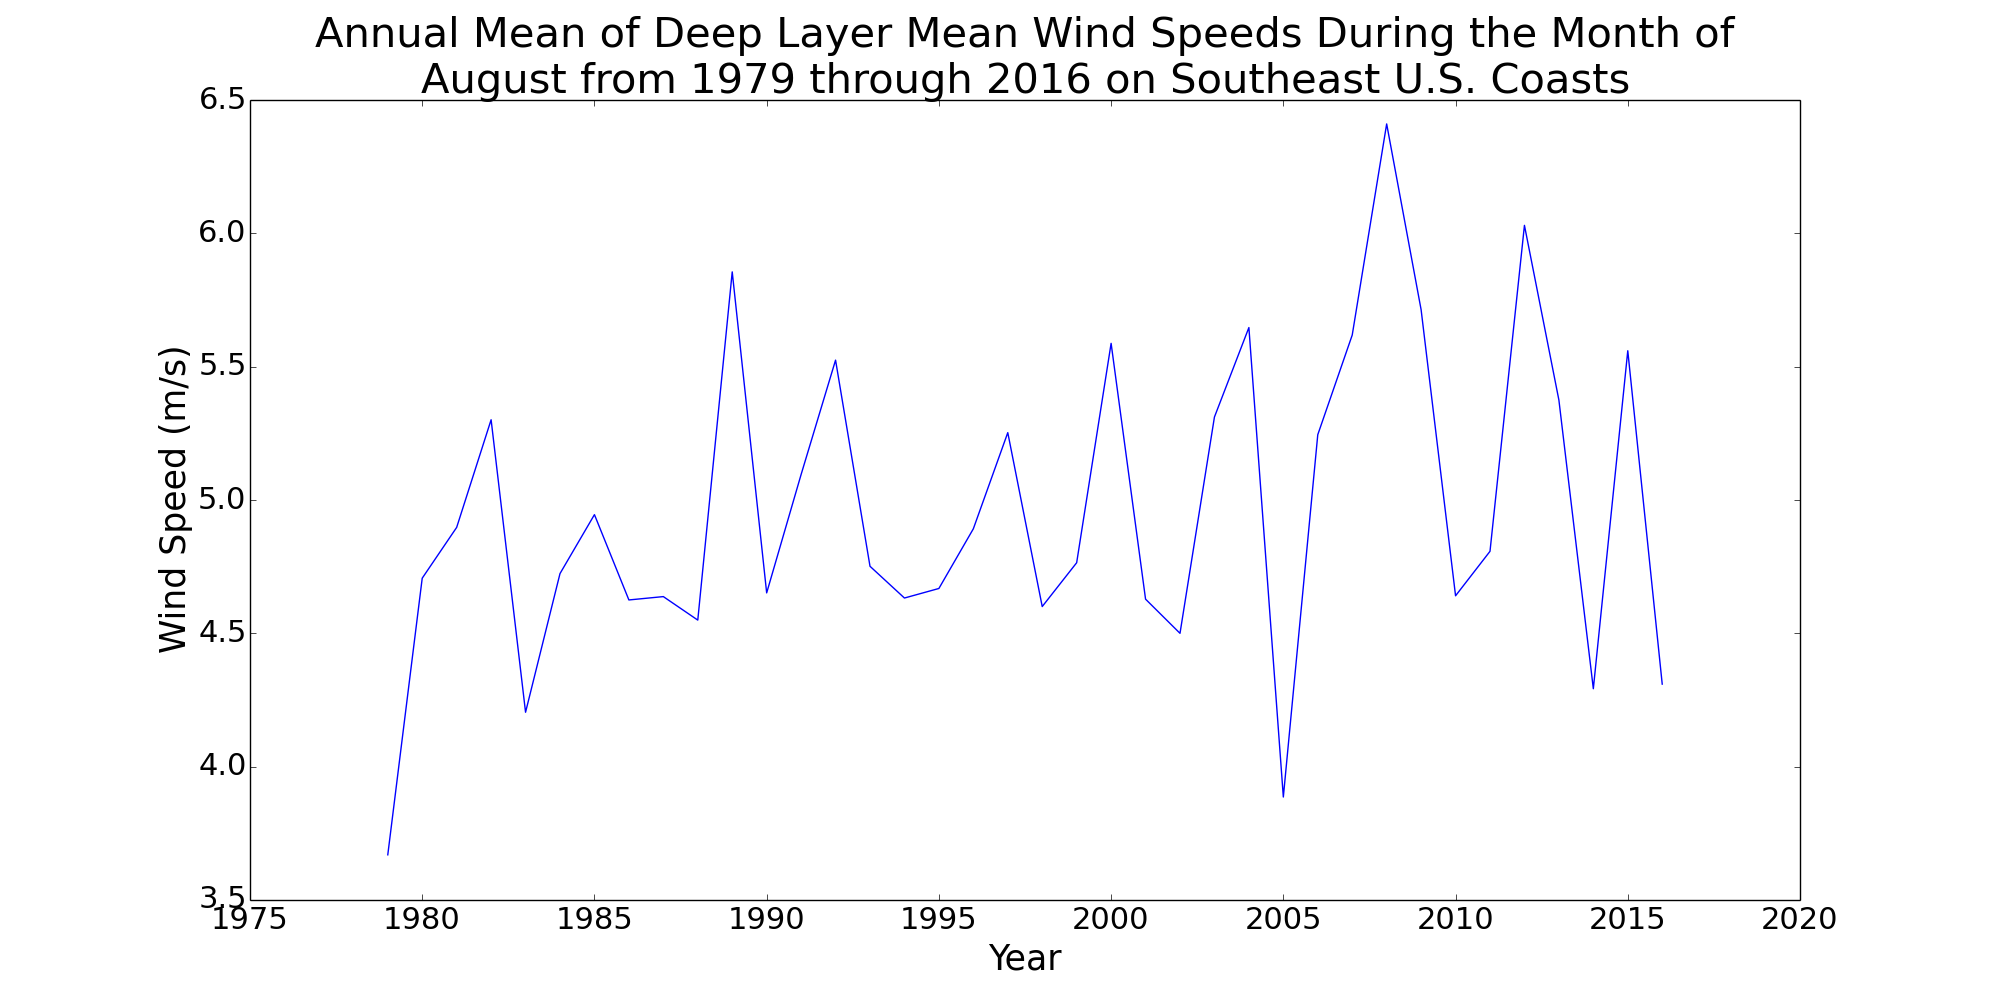 Annual Mean of Deep Layer Mean Wind Speeds During the Month of
August from 1979 through 2016 on Southeast U.S. Coasts
6.5
6.0
5.5
5.0
4.5
4.0
3.5
Wind Speed (m/s)
1975 1980 1985 1990 1995 2000 2005 2010 2015 2020
Year